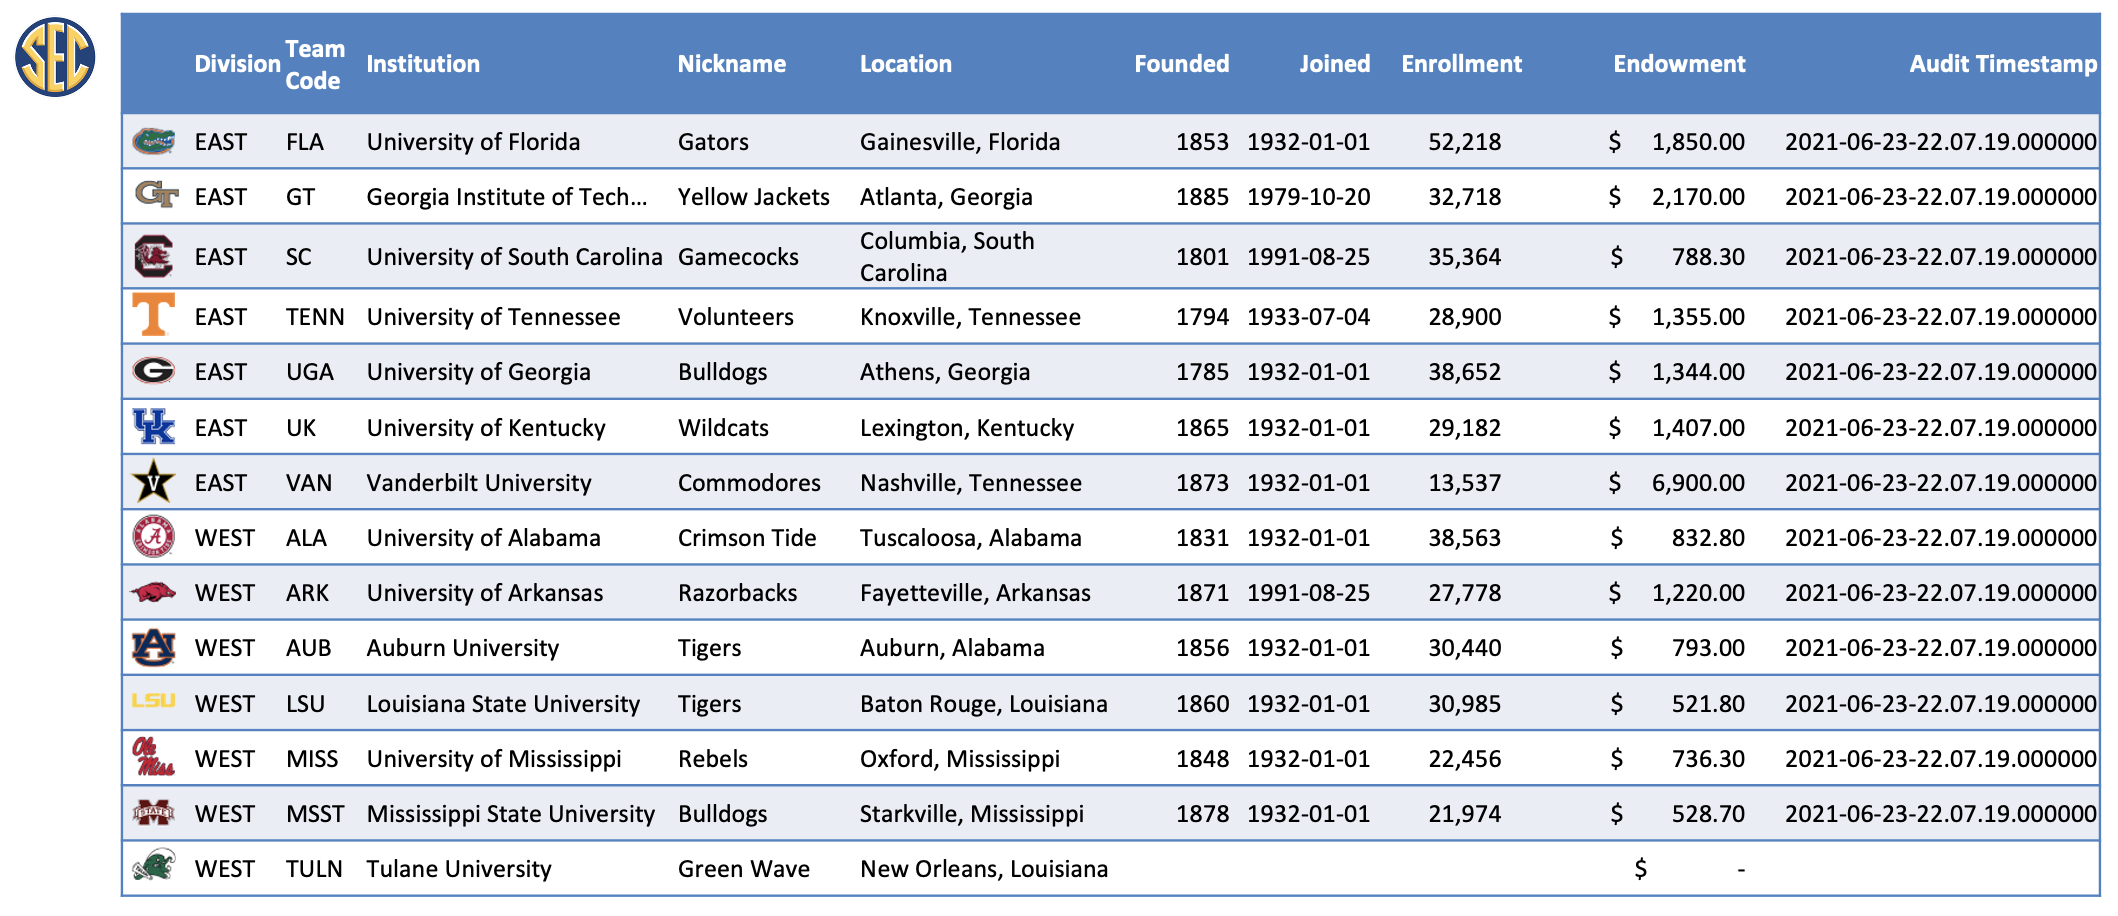 SEC
Division Team Code Institution Nickname Location Founded Joined Enrollment Endowment Audit Timestamp
EAST FLA University of Florida Gators Gainesville, Florida 1853 1932-01-01 52,218 $ 1,850.00 2021-06-23-22.07.19.000000
GT EAST GT Georgia Institute of Tech... Yellow Jackets Atlanta, Georgia 1885 1979-10-20 32,718 $ 2,170.00 2021-06-23-22.07.19.000000
C EAST SC University of South Carolina Gamecocks Columbia, South Carolina 1801 1991-08-25 35,364 $ 788.30 2021-06-23-22.07.19.000000
T EAST TENN University of Tennessee Volunteers Knoxville, Tennessee 1794 1933-07-04 28,900 $ 1,355.00 2021-06-23-22.07.19.000000
G EAST UGA University of Georgia Bulldogs Athens, Georgia 1785 1932-01-01 38,652 $ 1,344.00 2021-06-23-22.07.19.000000
UK EAST UK University of Kentucky Wildcats Lexington, Kentucky 1865 1932-01-01 29,182 $ 1,407.00 2021-06-23-22.07.19.000000
V EAST VAN Vanderbilt University Commodores Nashville, Tennessee 1873 1932-01-01 13,537 $ 6,900.00 2021-06-23-22.07.19.000000
ALABAMA A CRIMSON TIDE WEST ALA University of Alabama Crimson Tide Tuscaloosa, Alabama 1831 1932-01-01 38,563 $ 832.80 2021-06-23-22.07.19.000000
WEST ARK University of Arkansas Razorbacks Fayetteville, Arkansas 1871 1991-08-25 27,778 $ 1,220.00 2021-06-23-22.07.19.000000
AU WEST AUB Auburn University Tigers Auburn, Alabama 1856 1932-01-01 30,440 $ 793.00 2021-06-23-22.07.19.000000
LSU WEST LSU Louisiana State University Tigers Baton Rouge, Louisiana 1860 1932-01-01 30,985 $ 521.80 2021-06-23-22.07.19.000000
Ole Miss WEST MISS University of Mississippi Rebels Oxford, Mississippi 1848 1932-01-01 22,456 $ 736.30 2021-06-23-22.07.19.000000
M STATE WEST MSST Mississippi State University Bulldogs Starkville, Mississippi 1878 1932-01-01 21,974 $ 528.70 2021-06-23-22.07.19.000000
WEST TULN Tulane University Green Wave New Orleans, Louisiana $ -